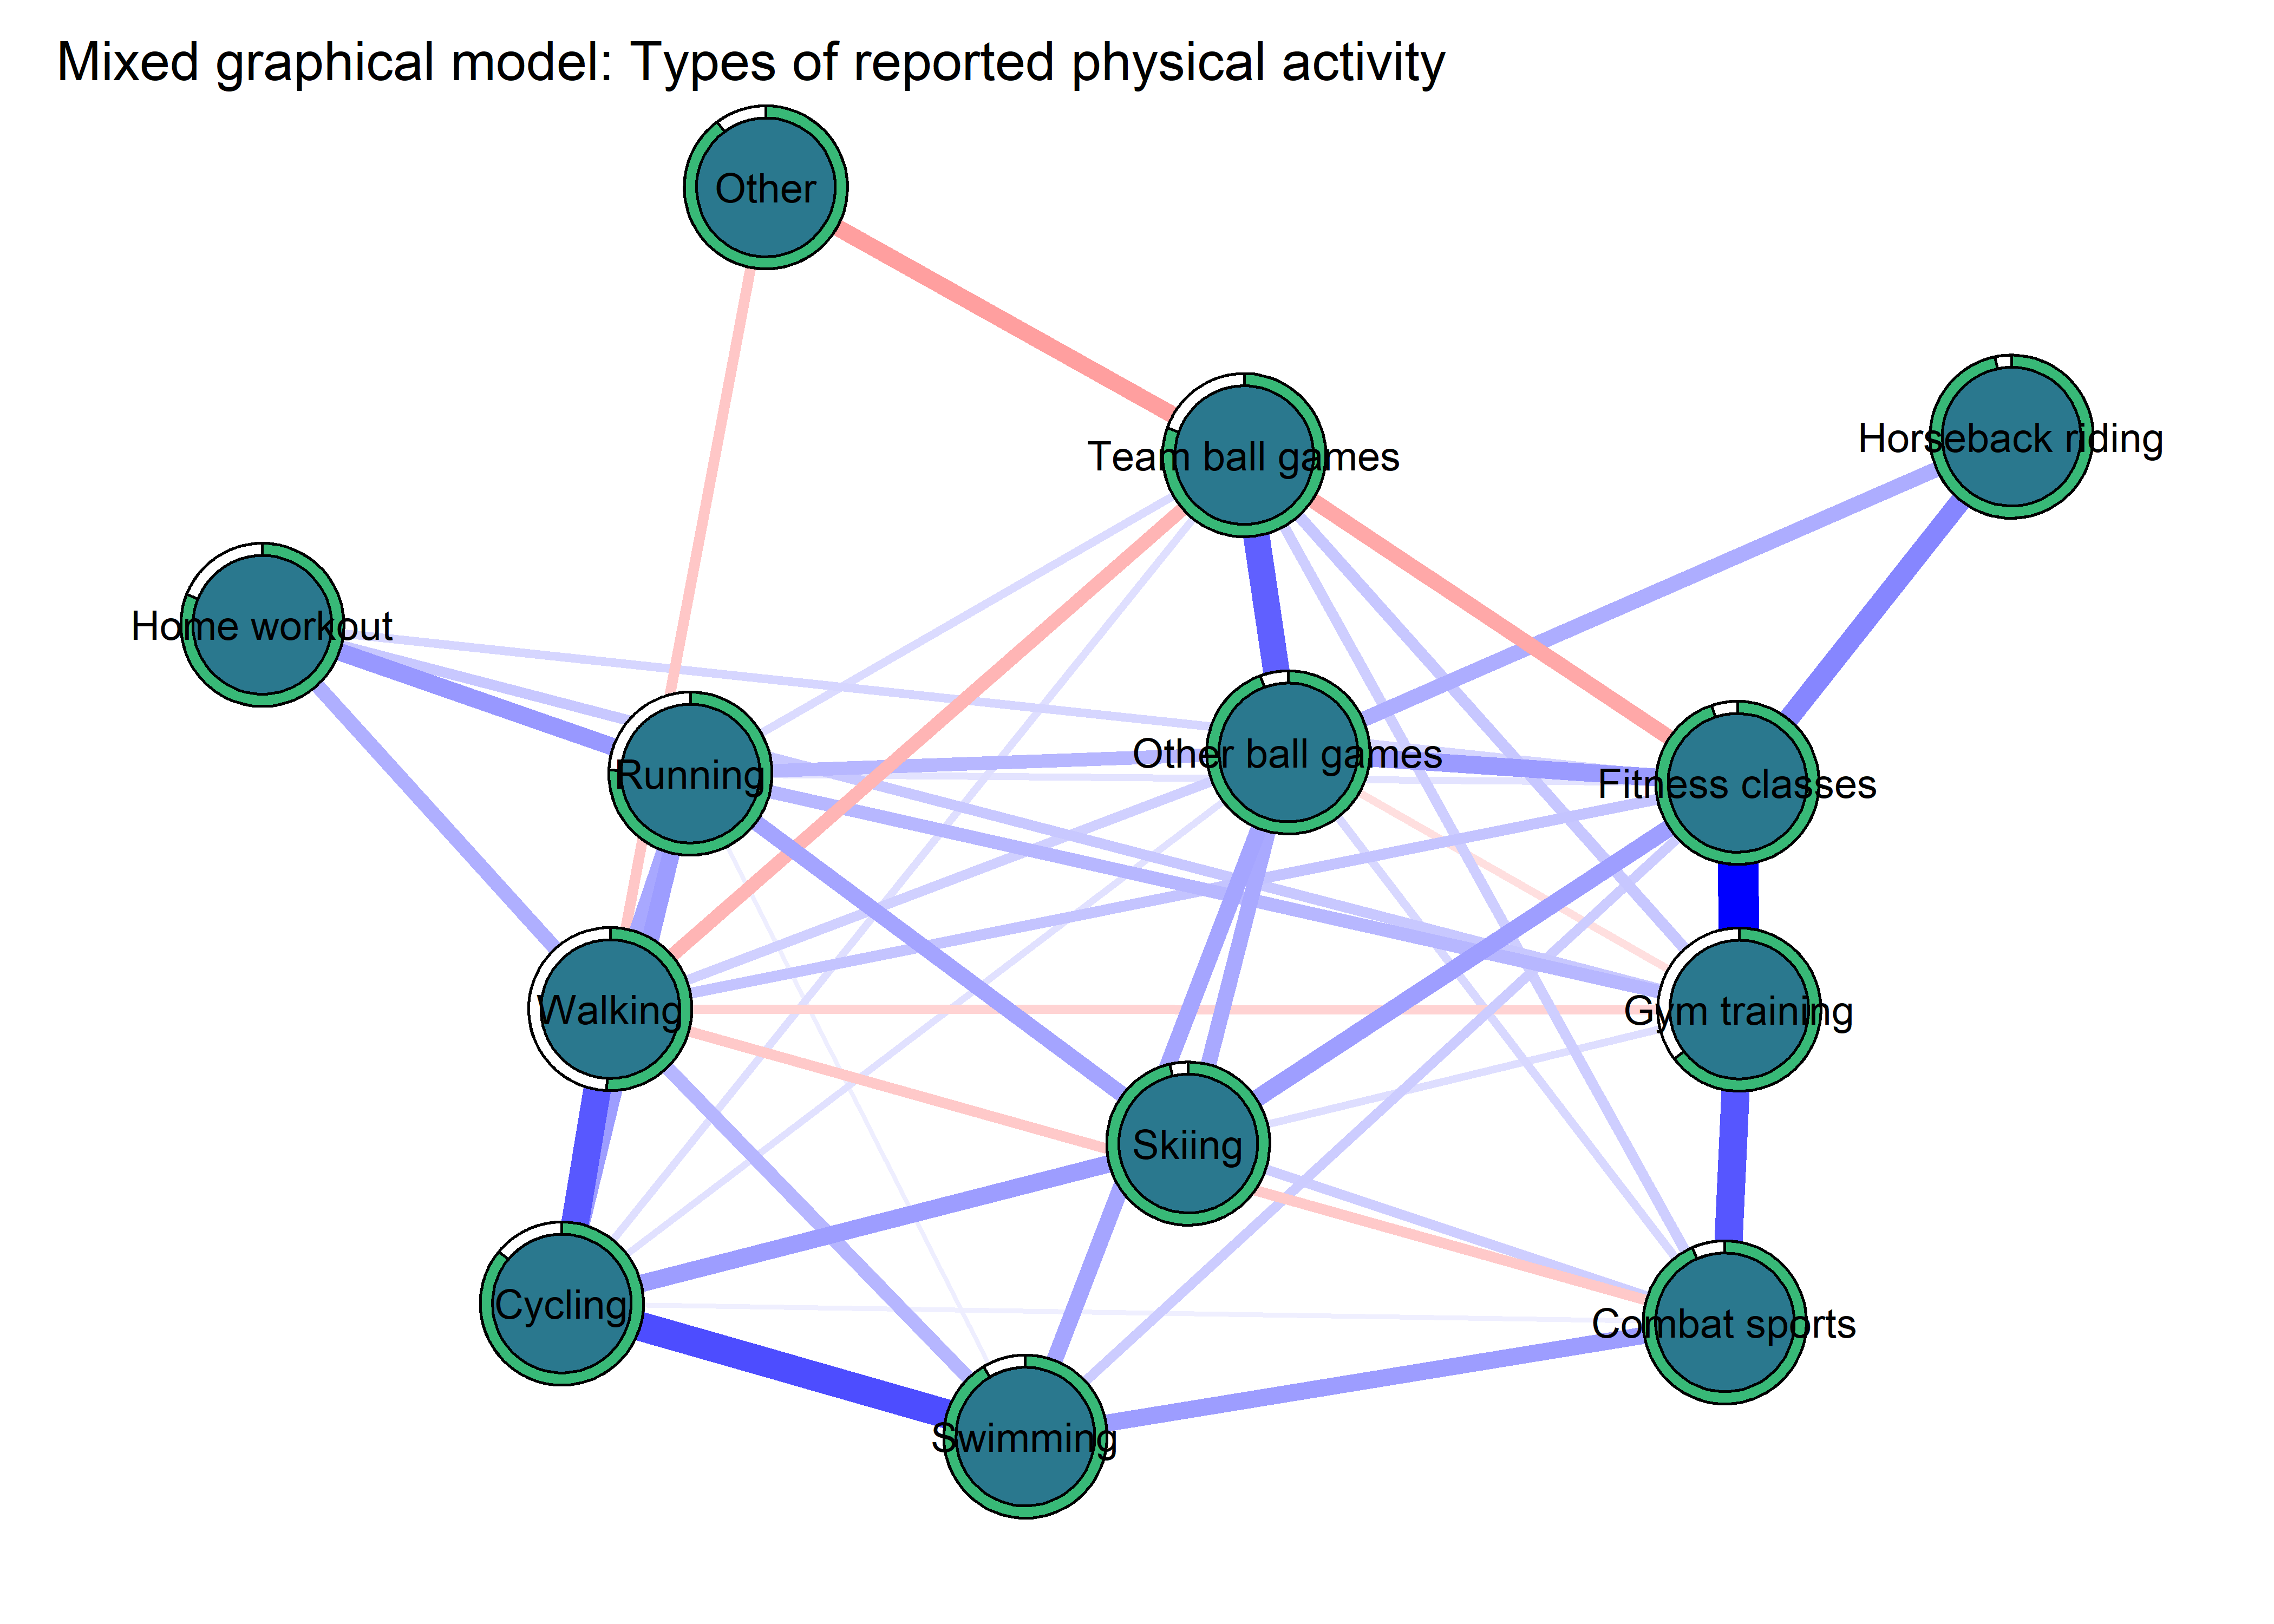 Mixed graphical model: Types of reported physical activity
Other
Team ball games
Horseback riding
Home workout
Running
Other ball games
Fitness classes
Walking
Gym training
Skiing
Cycling
Combat sports
Swimming